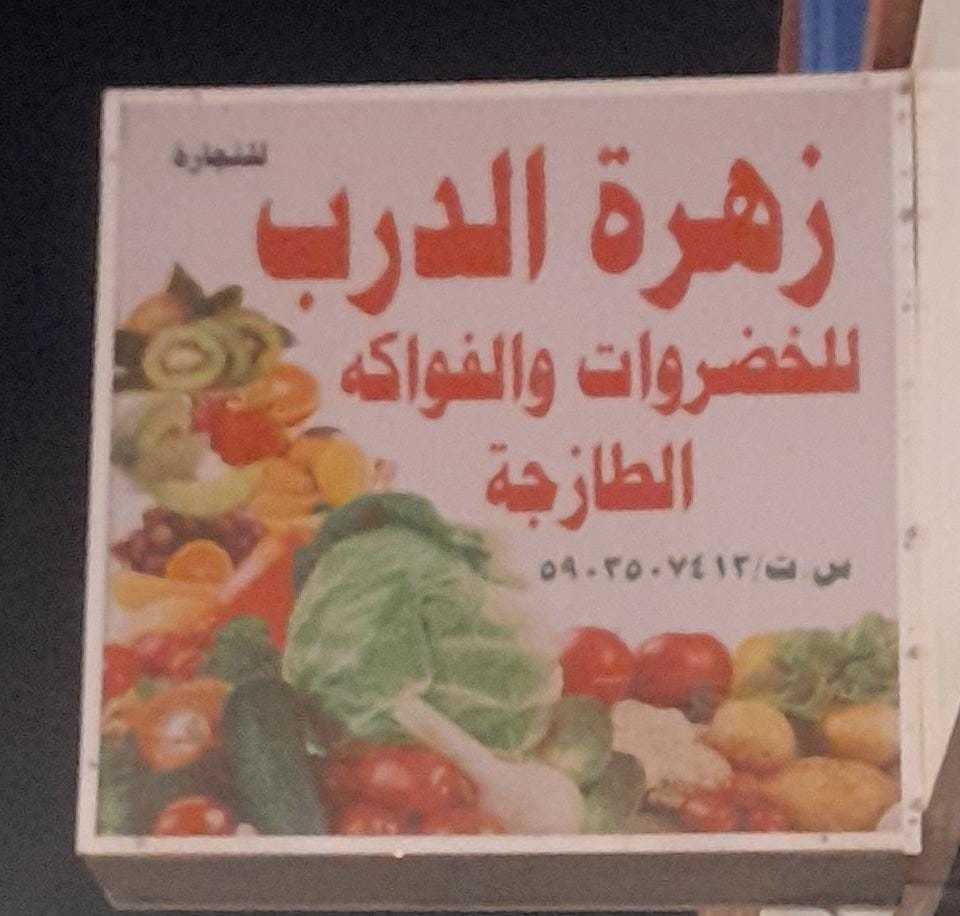 زهرة الدرب
للتجارة
للخضروات والفواكه
الطازجة
س ت/٥٩٠٣٥٠٧٤١٣